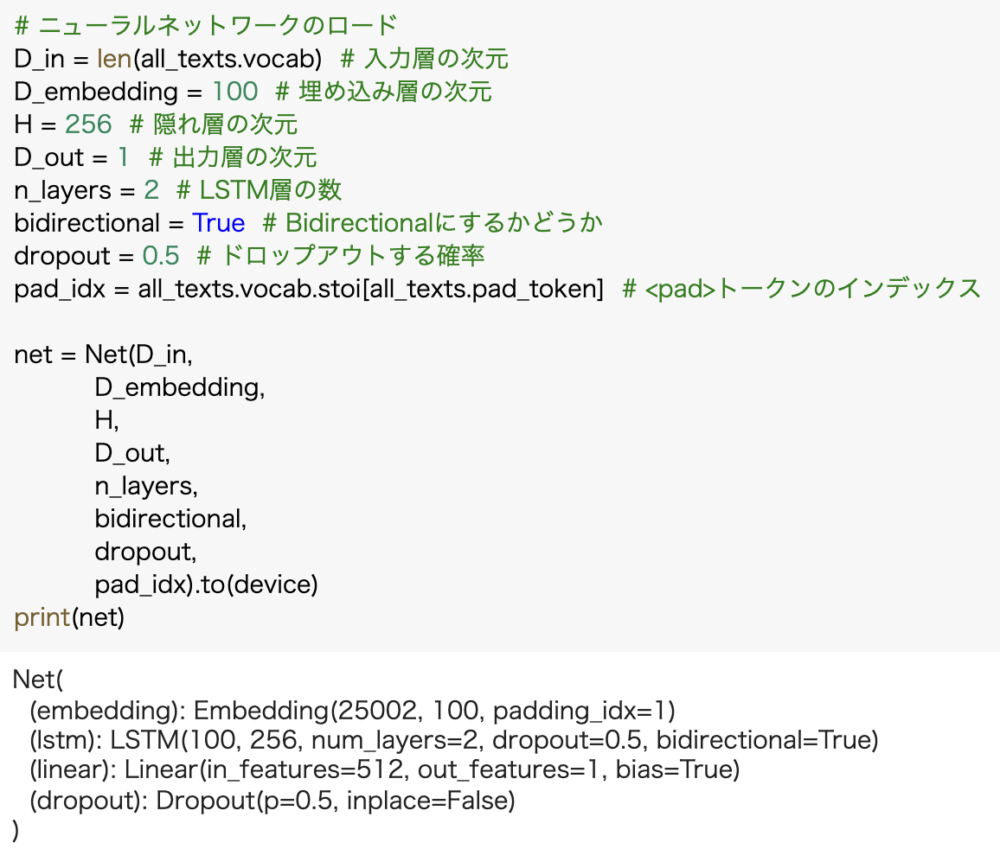 # ニューラルネットワークのロード
D_in = len(all_texts.vocab)  # 入力層の次元
D_embedding = 100  # 埋め込み層の次元
H = 256  # 隠れ層の次元
D_out = 1  # 出力層の次元
n_layers = 2  # LSTM層の数
bidirectional = True  # Bidirectionalにするかどうか
dropout = 0.5  # ドロップアウトする確率
pad_idx = all_texts.vocab.stoi[all_texts.pad_token]  # <pad>トークンのインデックス
net = Net(D_in,
D_embedding,
H,
D_out,
n_layers,
bidirectional,
dropout,
pad_idx).to(device)
print(net)
Net(
(embedding): Embedding(25002, 100, padding_idx=1)
(lstm): LSTM(100, 256, num_layers=2, dropout=0.5, bidirectional=True)
(linear): Linear(in_features=512, out_features=1, bias=True)
(dropout): Dropout(p=0.5, inplace=False)
)